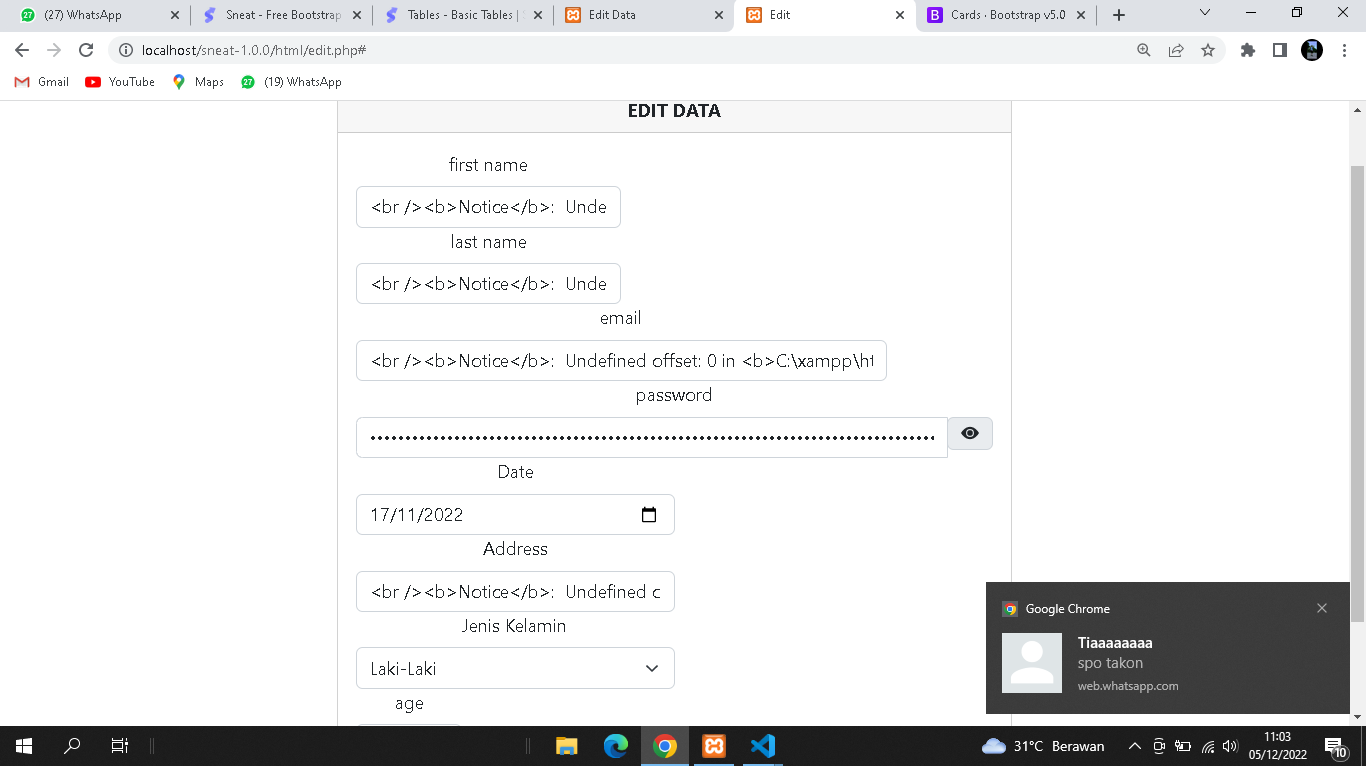 (27) WhatsApp
Sneat - Free Bootstrap
Tables - Basic Tables |
Edit Data
Edit
Cards · Bootstrap v5.0
localhost/sneat-1.0.0/html/edit.php#
Gmail
YouTube
Maps
(19) WhatsApp
EDIT DATA
first name
<br /><b>Notice</b>: Unde
last name
<br /><b>Notice</b>: Unde
email
<br /><b>Notice</b>: Undefined offset: 0 in <b>C:\xampp\ht
password
Date
17/11/2022
Address
<br /><b>Notice</b>: Undefined
Jenis Kelamin
Laki-Laki
age
Google Chrome
Tiaaaaaaaa
spo takon
web.whatsapp.com
31°C Berawan
11:03
05/12/2022
10